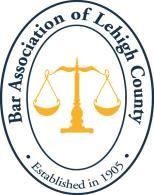 Bar Association of Lehigh County
• Established in 1905 •